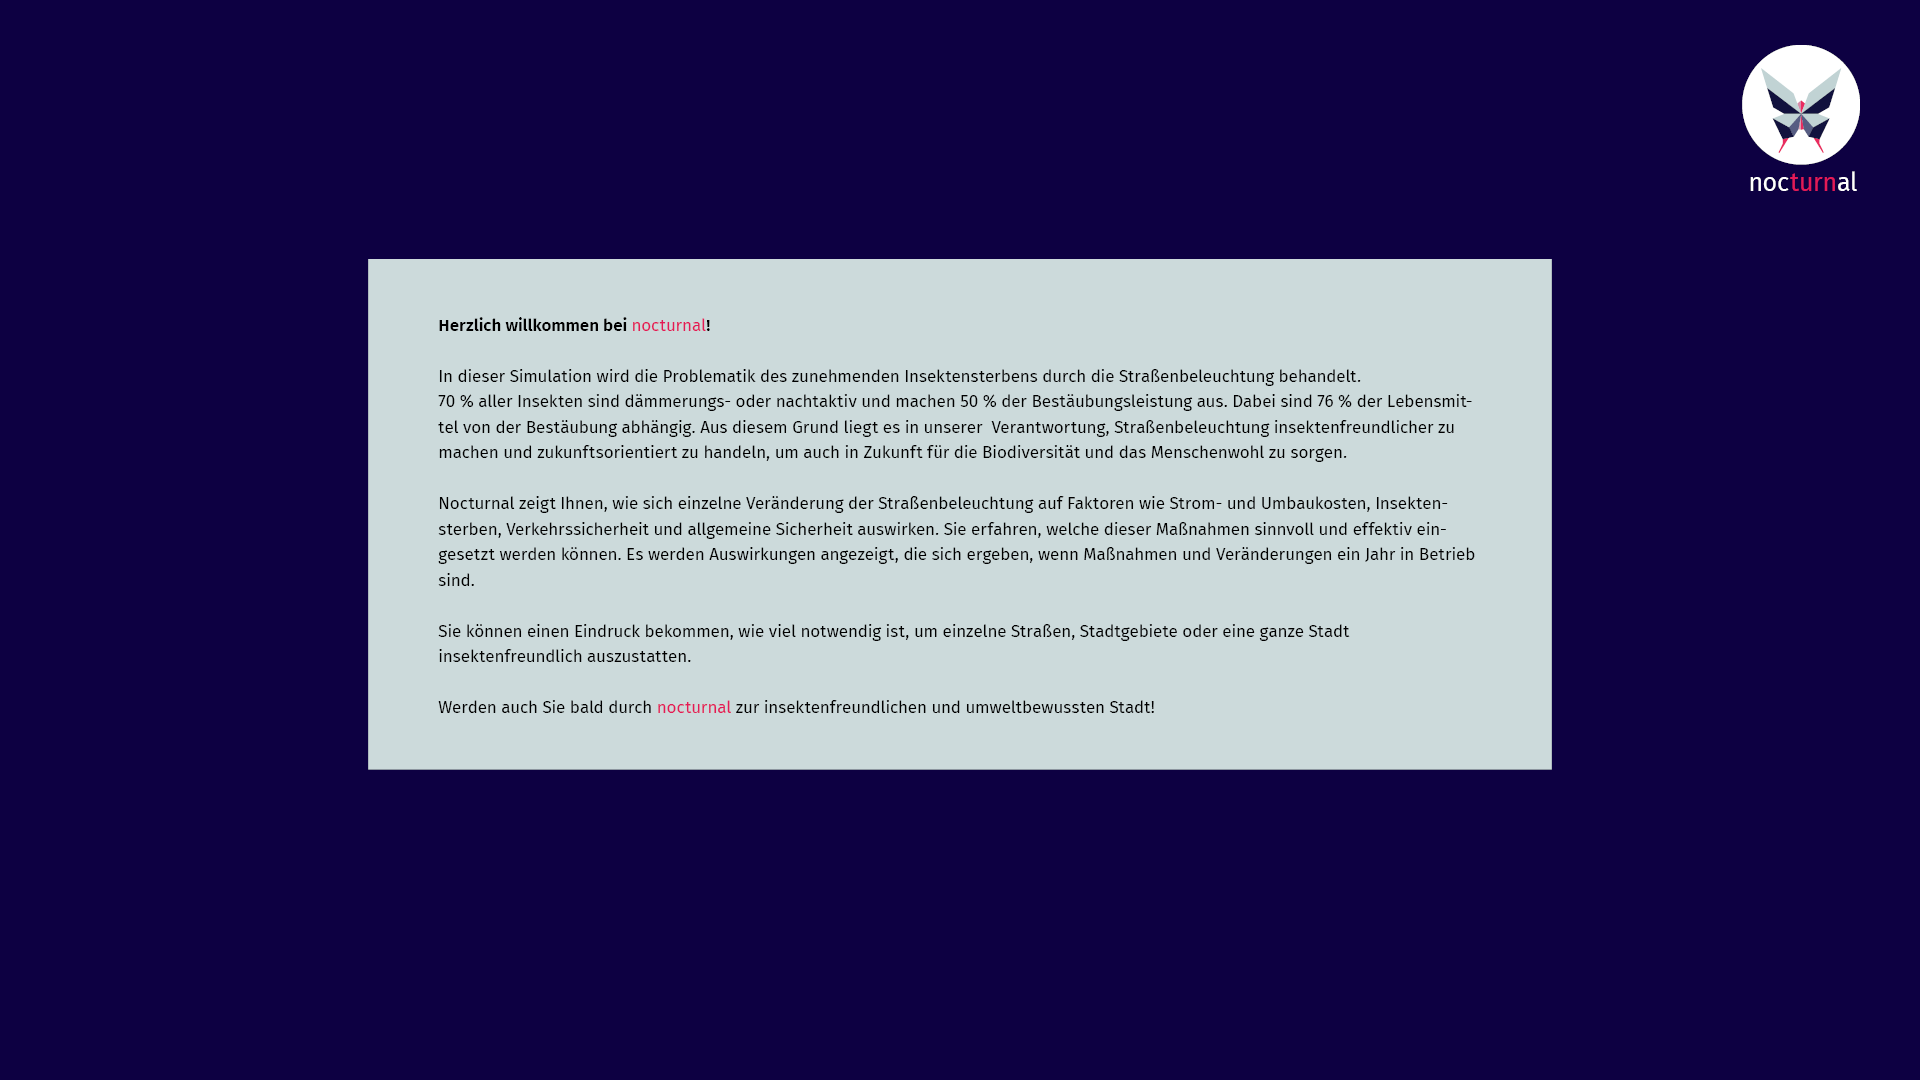 nocturnal
Herzlich willkommen bei nocturnal!
In dieser Simulation wird die Problematik des zunehmenden Insektensterbens durch die Straßenbeleuchtung behandelt.
70 % aller Insekten sind dämmerungs- oder nachtaktiv und machen 50 % der Bestäubungsleistung aus. Dabei sind 76 % der Lebensmit-
tel von der Bestäubung abhängig. Aus diesem Grund liegt es in unserer  Verantwortung, Straßenbeleuchtung insektenfreundlicher zu
machen und zukunftsorientiert zu handeln, um auch in Zukunft für die Biodiversität und das Menschenwohl zu sorgen.
Nocturnal zeigt Ihnen, wie sich einzelne Veränderung der Straßenbeleuchtung auf Faktoren wie Strom- und Umbaukosten, Insekten-
sterben, Verkehrssicherheit und allgemeine Sicherheit auswirken. Sie erfahren, welche dieser Maßnahmen sinnvoll und effektiv ein-
gesetzt werden können. Es werden Auswirkungen angezeigt, die sich ergeben, wenn Maßnahmen und Veränderungen ein Jahr in Betrieb
sind.
Sie können einen Eindruck bekommen, wie viel notwendig ist, um einzelne Straßen, Stadtgebiete oder eine ganze Stadt
insektenfreundlich auszustatten.
Werden auch Sie bald durch nocturnal zur insektenfreundlichen und umweltbewussten Stadt!